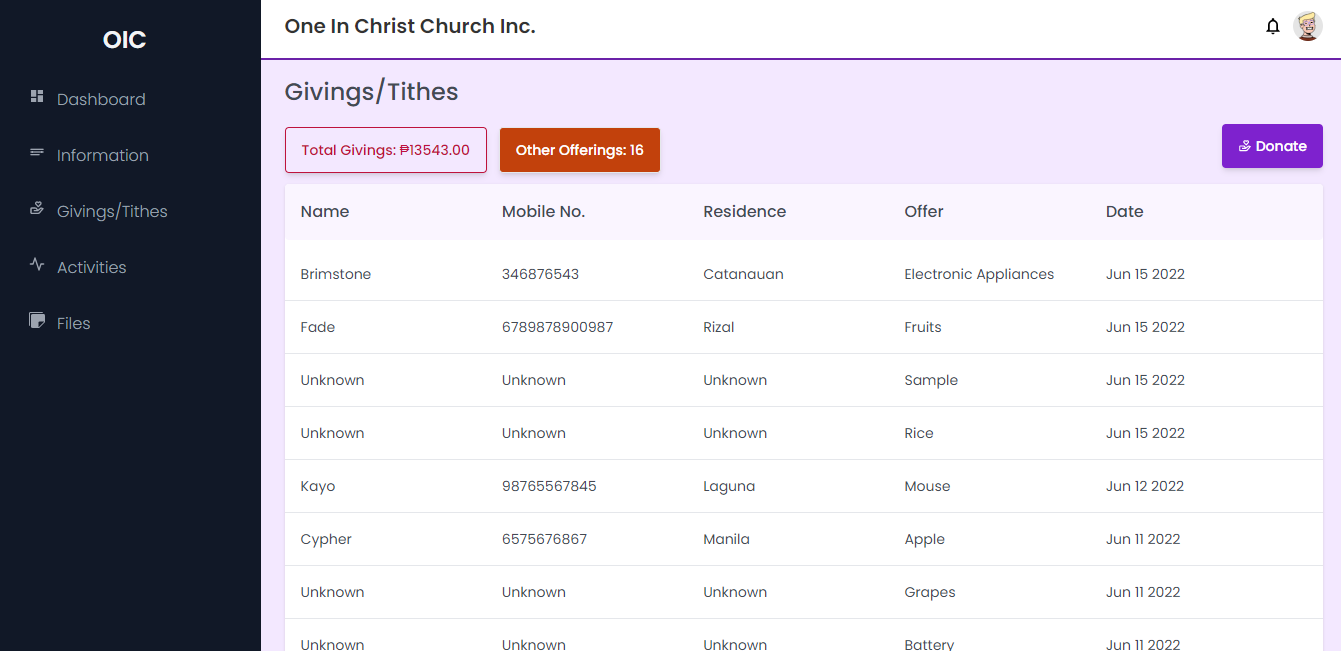 OIC
Dashboard
Information
Givings/Tithes
Activities
Files
One In Christ Church Inc.
Givings/Tithes
Total Givings: ₱13543.00 Other Offerings: 16 Donate
Name Mobile No. Residence Offer Date
Brimstone 346876543 Catanauan Electronic Appliances Jun 15 2022
Fade 6789878900987 Rizal Fruits Jun 15 2022
Unknown Unknown Unknown Sample Jun 15 2022
Unknown Unknown Unknown Rice Jun 15 2022
Kayo 98765567845 Laguna Mouse Jun 12 2022
Cypher 6575676867 Manila Apple Jun 11 2022
Unknown Unknown Unknown Grapes Jun 11 2022
Unknown Unknown Unknown Battery Jun 11 2022